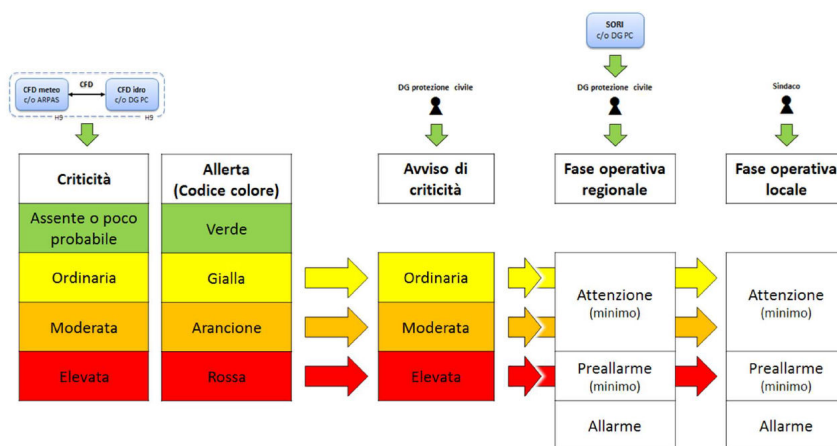 SORI
c/o DG PC
CFD meteo
c/o ARPAS
CFD
CFD idro
c/o DG PC
H9
H9
DG protezione civile
DG protezione civile
Sindaco
Criticità
Allerta
(Codice colore)
Avviso di
criticità
Fase operativa
regionale
Fase operativa
locale
Assente o poco
probabile
Verde
Ordinaria
Gialla
Ordinaria
Attenzione
(minimo)
Attenzione
(minimo)
Moderata
Arancione
Moderata
Elevata
Rossa
Elevata
Preallarme
(minimo)
Preallarme
(minimo)
Allarme
Allarme